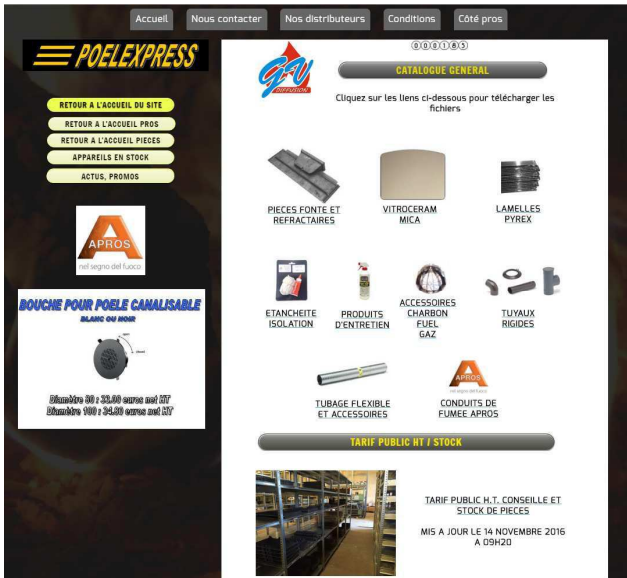 Accueil
Nous contacter
Nos distributeurs
Conditions
Côté pros
POELEXPRESS
RETOUR A L'ACCUEIL DU SITE
RETOUR A L'ACCUEIL PROS
RETOUR A L'ACCUEIL PIECES
APPAREILS EN STOCK
ACTUS, PROMOS
APROS
nel segno del fuoco
BOUCHE POUR POELE CANALISABLE
BLANC OU NOIR
Diamètre 80 : 33.00 euros net HT
Diamètre 100 : 34.80 euros net HT
GV
DIFFUSION
000185
CATALOGUE GENERAL
Cliquez sur les liens ci-dessous pour télécharger les
fichiers
PIECES FONTE ET
REFRACTAIRES
VITROCERAM
MICA
LAMELLES
PYREX
ETANCHEITE
ISOLATION
PRODUITS
D'ENTRETIEN
ACCESSOIRES
CHARBON
FUEL
GAZ
TUYAUX
RIGIDES
TUBAGE FLEXIBLE
ET ACCESSOIRES
APROS
nel segno del fuoco
CONDUITS DE
FUMEE APROS
TARIF PUBLIC HT / STOCK
TARIF PUBLIC H.T. CONSEILLE ET
STOCK DE PIECES
MIS A JOUR LE 14 NOVEMBRE 2016
A 09H20